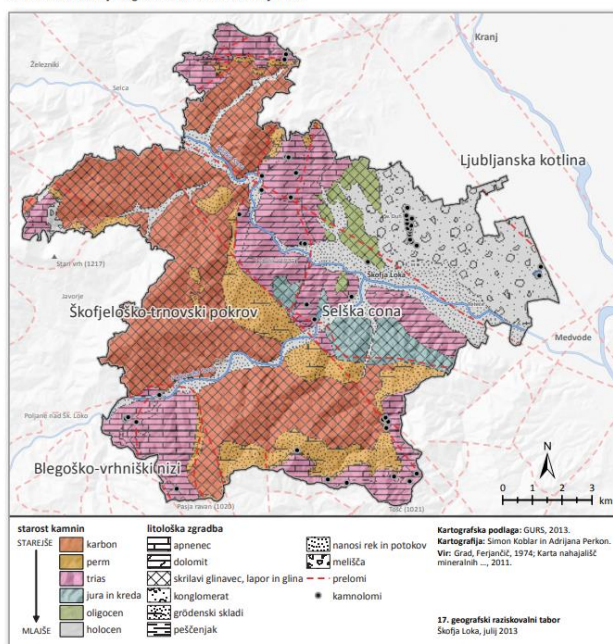 Kranj
Železniki
Selca
Ljubljanska kotlina
Stari vrh (1217)
Škofja Loka
Javorje
Škofjeloško-trnovski pokrov
Selška cona
Medvode
Poljane nad Šk. Loko
Blegoško-vrhniški nizi
Pasja ravan (1020)
Tošč (1021)
N
0 1 2 3
km
starost kamnin
STAREJŠE
karbon
perm
trias
jura in kreda
oligocen
MLAJŠE
holocen
litološka zgradba
apnenec
dolomit
skrilavi glinavec, lapor in glina
konglomerat
grödenski skladi
peščenjak
nanosi rek in potokov
melišča
prelomi
kamnolomi
Kartografska podlaga: GURS, 2013.
Kartografija: Simon Koblar in Adrijana Perkon.
Vir: Grad, Ferjančič, 1974; Karta nahajališč
mineralnih ..., 2011.
17. geografski raziskovalni tabor
Škofja Loka, julij 2013